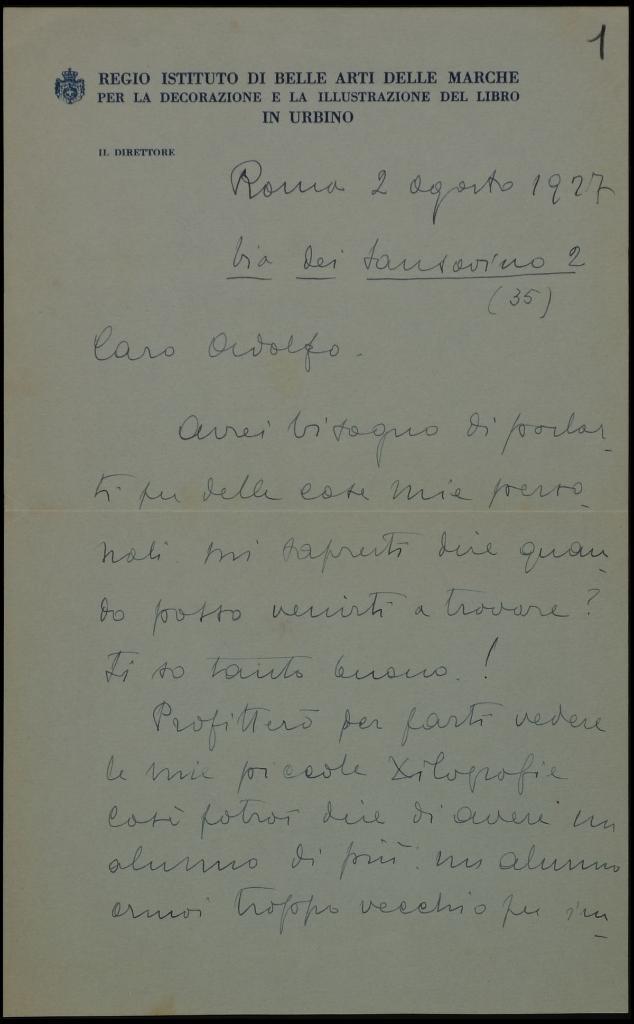 1
REGIO ISTITUTO DI BELLE ARTI DELLE MARCHE
PER LA DECORAZIONE E LA ILLUSTRAZIONE DEL LIBRO
IN URBINO
IL DIRETTORE
Roma 2 agosto 1927
Via dei Sansovino 2
(35)
Caro Adolfo.
Avrei bisogno di parlar-
ti per delle cose mie perso-
nali. mi sapresti dire quan-
do posso venirti a trovare?
Ti so tanto buono!
Profitterò per farti vedere
le mie piccole Xilografie
così potrai dire di avere un
alunno di più: un alunno
ormai troppo vecchio per im-